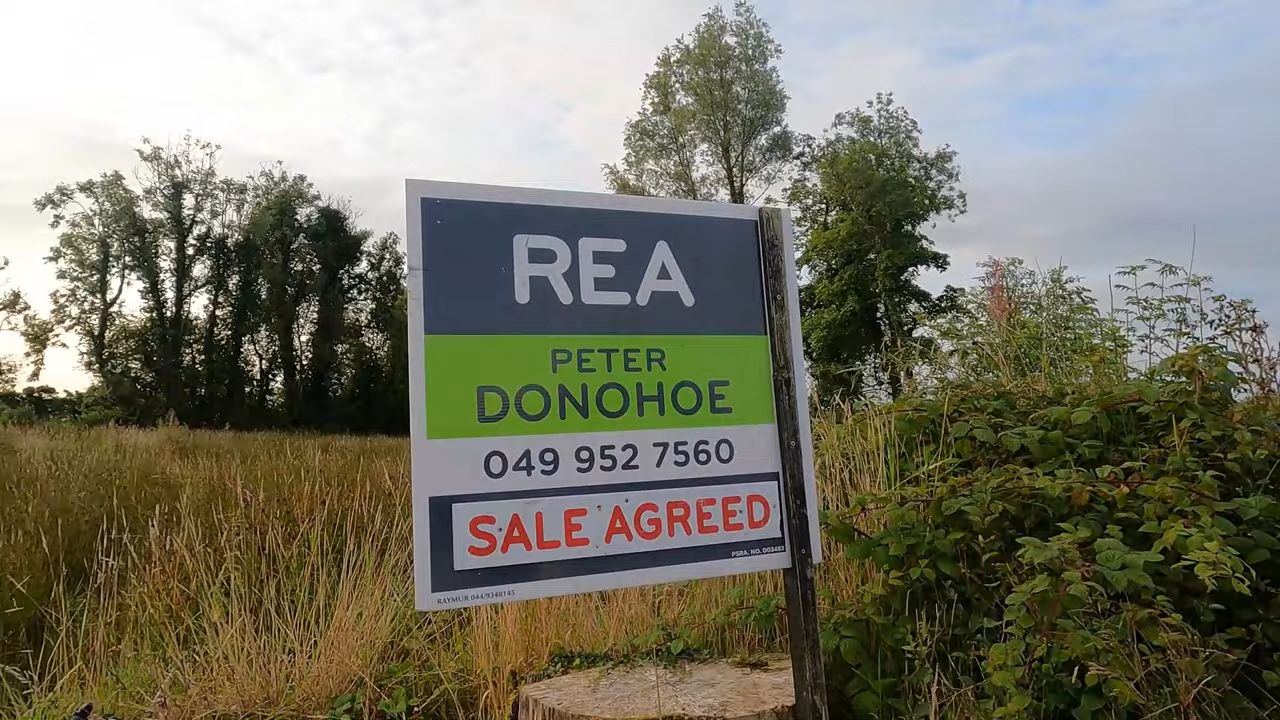 REA
PETER
DONOHOE
049 952 7560
SALE AGREED
PSRA. NO. 003483
RAYMUR 044/9348145